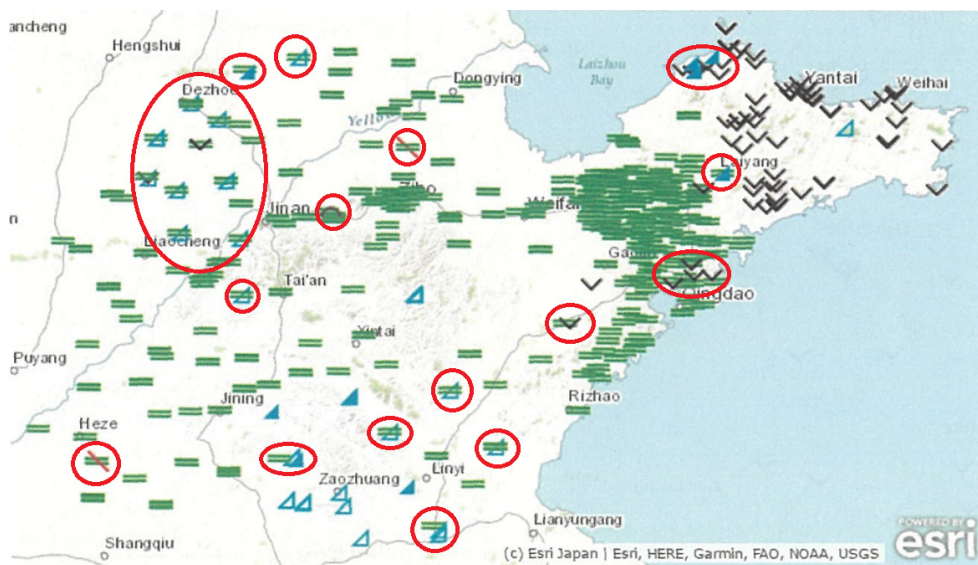 ancheng
Hengshui
Dezhou
Dongying
Laizhou
Bay
Yantai
Weihai
Yellow
Zibo
Laiyang
Jinan
Weifan
Liaocheng
Gaomi
Qingdao
Tai'an
Xintai
Puyang
Jining
Rizhao
Heze
Linyi
Zaozhuang
Lianyungang
Shangqiu
POWERED BY
esri
(c) Esri Japan | Esri, HERE, Garmin, FAO, NOAA, USGS